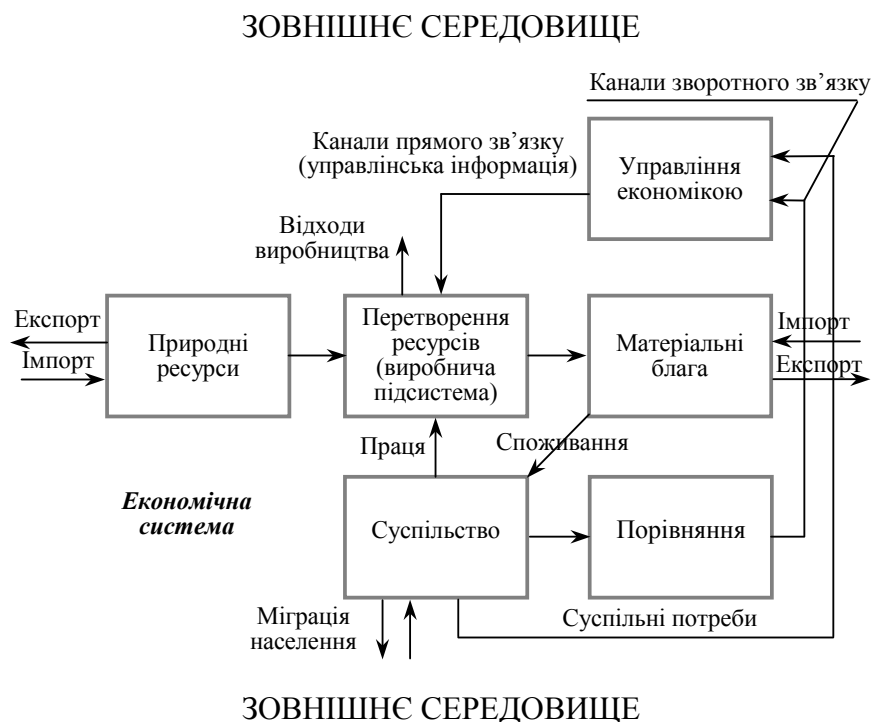 ЗОВНІШНЄ СЕРЕДОВИЩЕ
Канали зворотного зв’язку
Канали прямого зв’язку
(управлінська інформація)
Управління
економікою
Відходи
виробництва
Експорт
Імпорт
Природні
ресурси
Перетворення
ресурсів
(виробнича
підсистема)
Матеріальні
блага
Імпорт
Експорт
Праця
Споживання
Економічна
система
Суспільство
Порівняння
Міграція
населення
Суспільні потреби
ЗОВНІШНЄ СЕРЕДОВИЩЕ